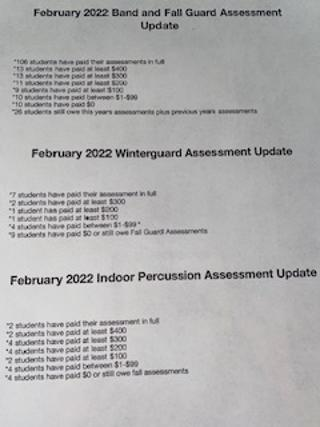 February 2022 Band and Fall Guard Assessment
Update
*106 students have paid their assessments in full
*13 students have paid at least $400
*13 students have paid at least $300
*11 students have paid at least $200
*9 students have paid at least $100
*10 students have paid between $1-$99
*10 students have paid $0
*26 students still owe this years assessments plus previous years assessments
February 2022 Winterguard Assessment Update
*7 students have paid their assessment in full
*2 students have paid at least $300
*1 student has paid at least $200
*1 student has paid at least $100
*4 students have paid between $1-$99*
*9 students have paid $0 or still owe Fall Guard Assessments
February 2022 Indoor Percussion Assessment Update
*2 students have paid their assessment in full
*2 students have paid at least $400
*4 students have paid at least $300
*4 students have paid at least $200
*2 students have paid at least $100
*4 students have paid between $1-$99
*4 students have paid $0 or still owe fall assessments